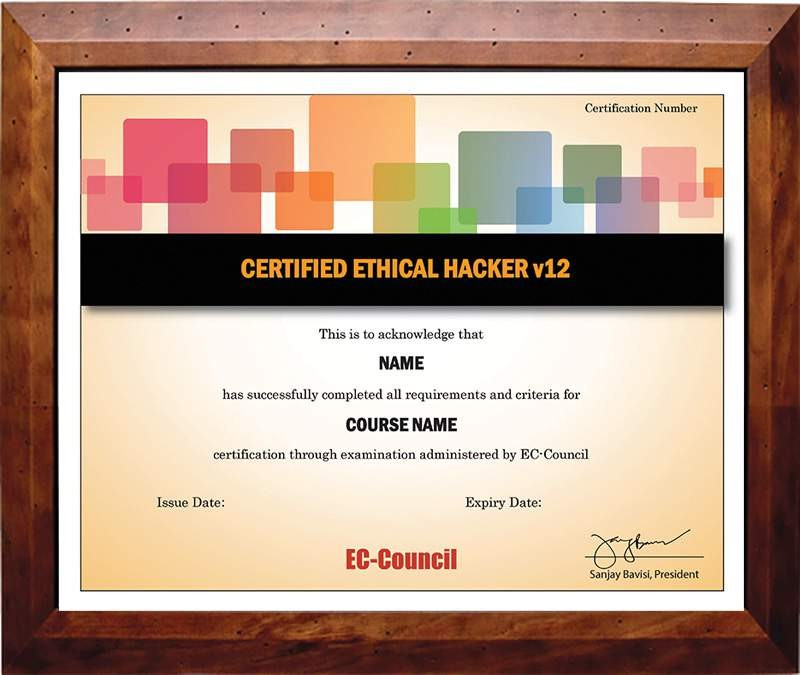 Certification Number
CERTIFIED ETHICAL HACKER v12
This is to acknowledge that
NAME
has successfully completed all requirements and criteria for
COURSE NAME
certification through examination administered by EC-Council
Issue Date:
Expiry Date:
EC-Council
Sanjay Bavisi, President